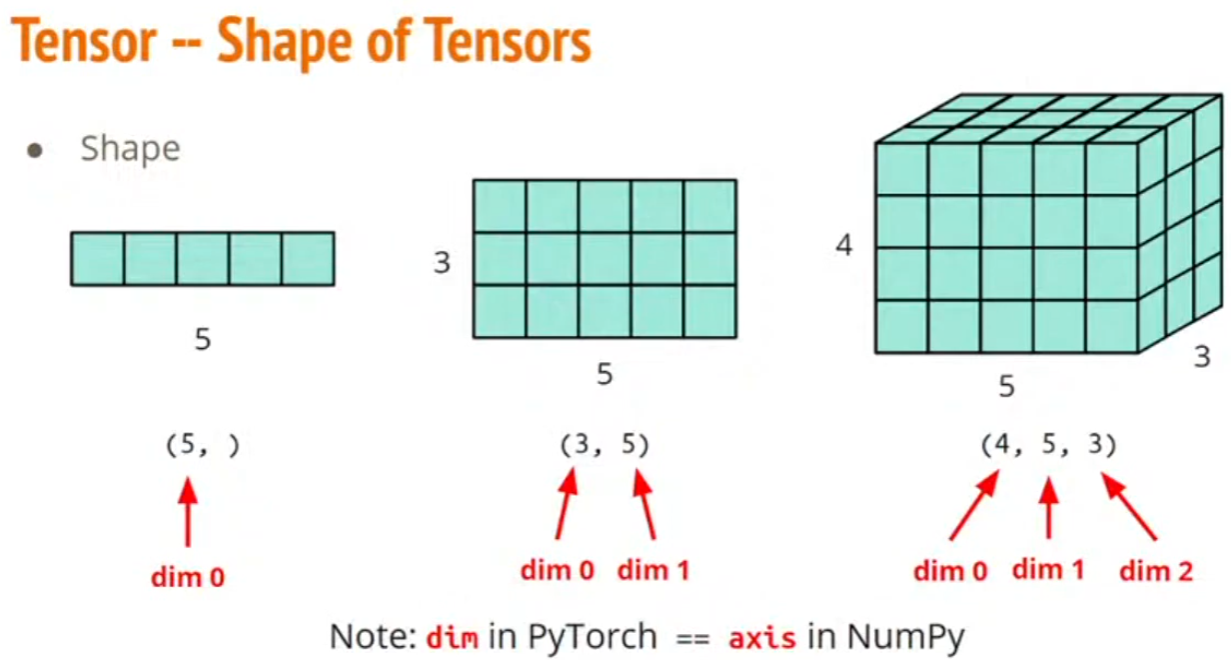 Tensor -- Shape of Tensors
● Shape
5
3
5
4
5
3
(5, )
(3, 5)
(4, 5, 3)
dim 0
dim 0 dim 1
dim 0 dim 1 dim 2
Note: dim in PyTorch == axis in NumPy